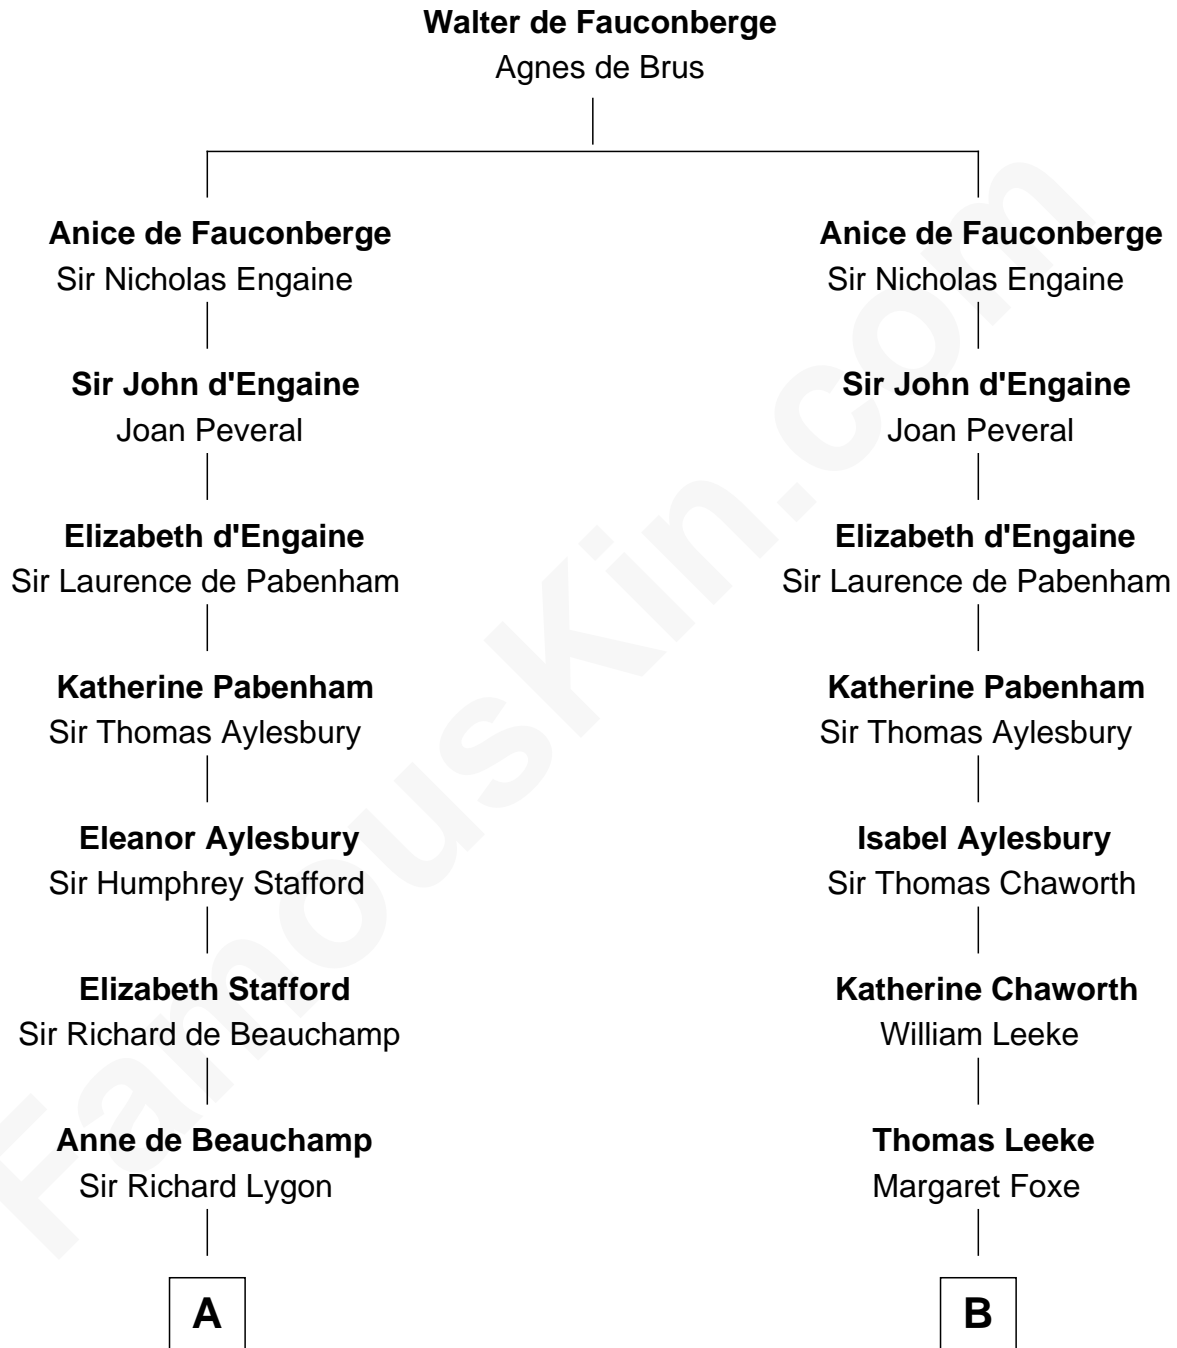 Walter de Fauconberge
Agnes de Brus
Anice de Fauconberge
Sir Nicholas Engaine
Anice de Fauconberge
Sir Nicholas Engaine
Sir John d'Engaine
Joan Peveral
Sir John d'Engaine
Joan Peveral
Elizabeth d'Engaine
Sir Laurence de Pabenham
Elizabeth d'Engaine
Sir Laurence de Pabenham
Katherine Pabenham
Sir Thomas Aylesbury
Katherine Pabenham
Sir Thomas Aylesbury
Eleanor Aylesbury
Sir Humphrey Stafford
Isabel Aylesbury
Sir Thomas Chaworth
Elizabeth Stafford
Sir Richard de Beauchamp
Katherine Chaworth
William Leeke
Anne de Beauchamp
Sir Richard Lygon
Thomas Leeke
Margaret Foxe
A
B
FamousKin.com